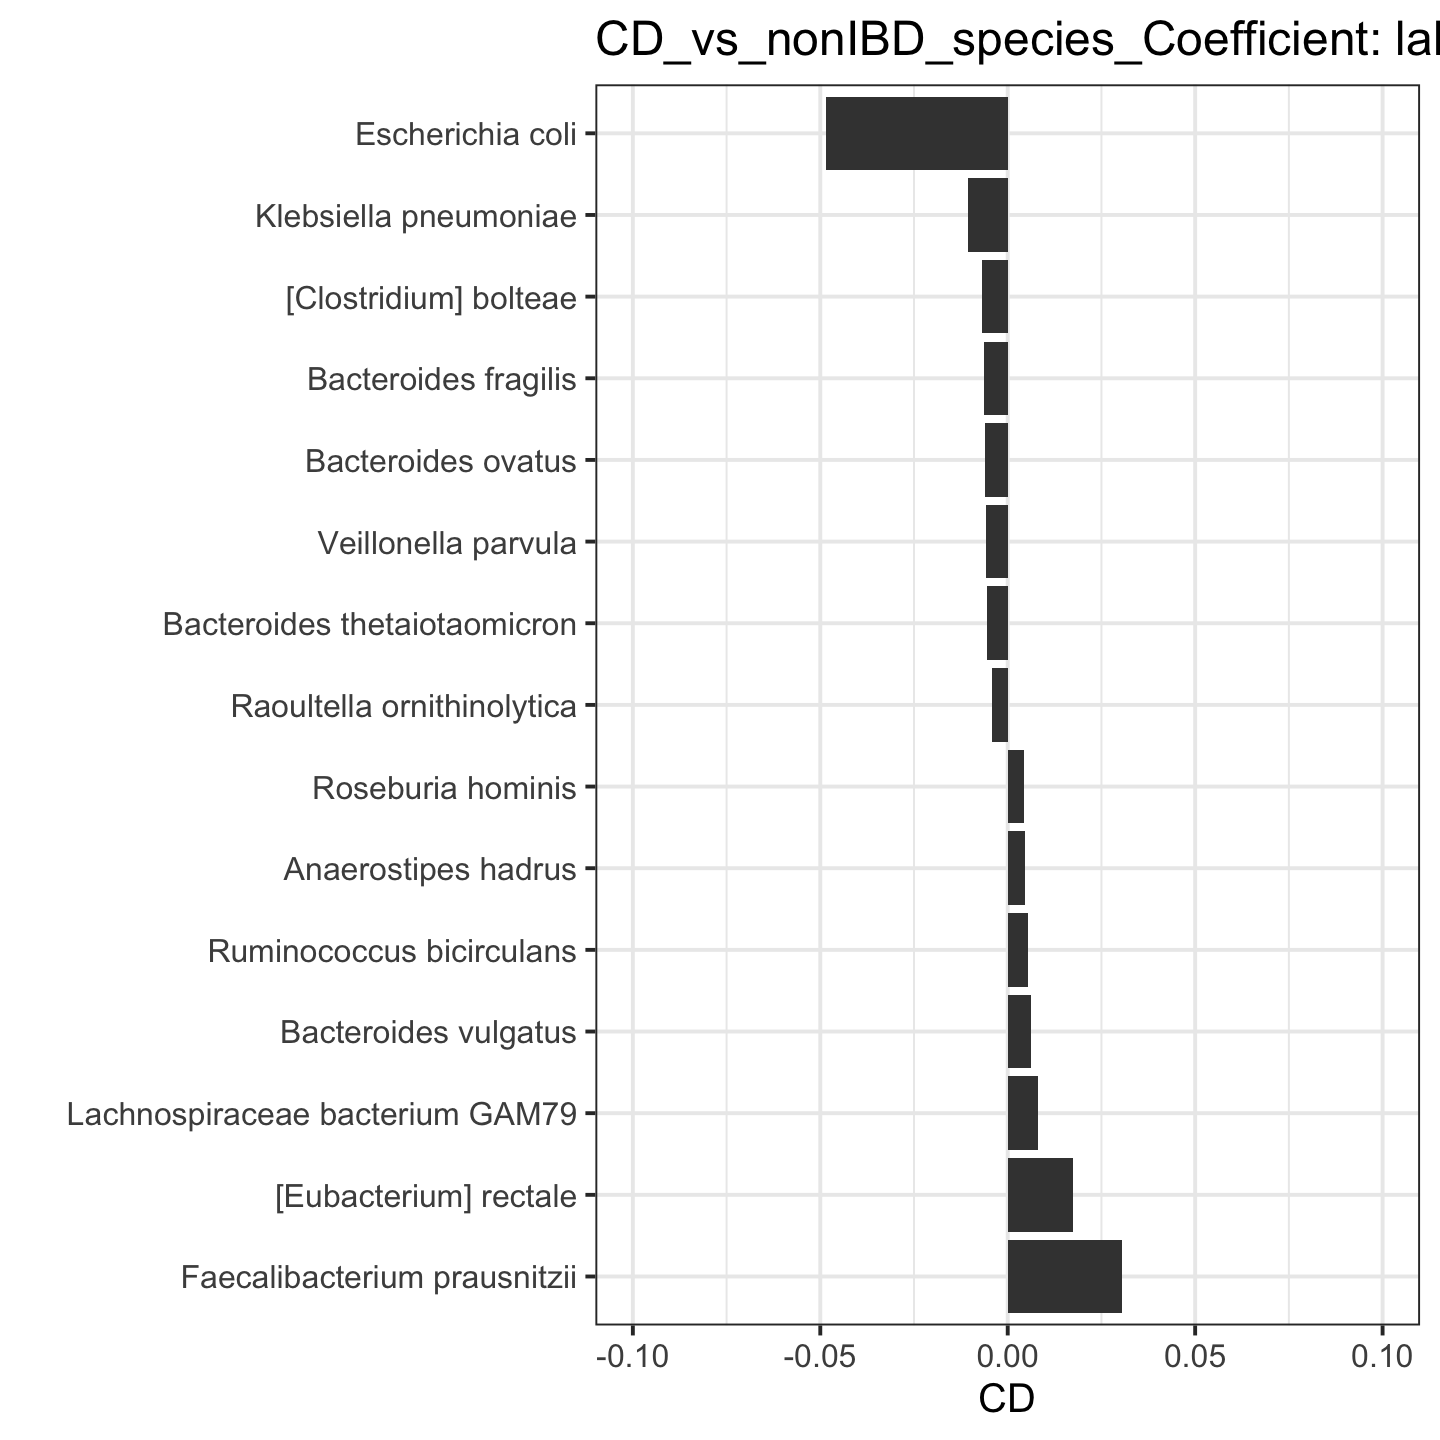 CD_vs_nonIBD_species_Coefficient:
Escherichia coli
Klebsiella pneumoniae
[Clostridium] bolteae
Bacteroides fragilis
Bacteroides ovatus
Veillonella parvula
Bacteroides thetaiotaomicron
Raoultella ornithinolytica
Roseburia hominis
Anaerostipes hadrus
Ruminococcus bicirculans
Bacteroides vulgatus
Lachnospiraceae bacterium GAM79
[Eubacterium] rectale
Faecalibacterium prausnitzii
-0.10 -0.05 0.00 0.05 0.10
CD